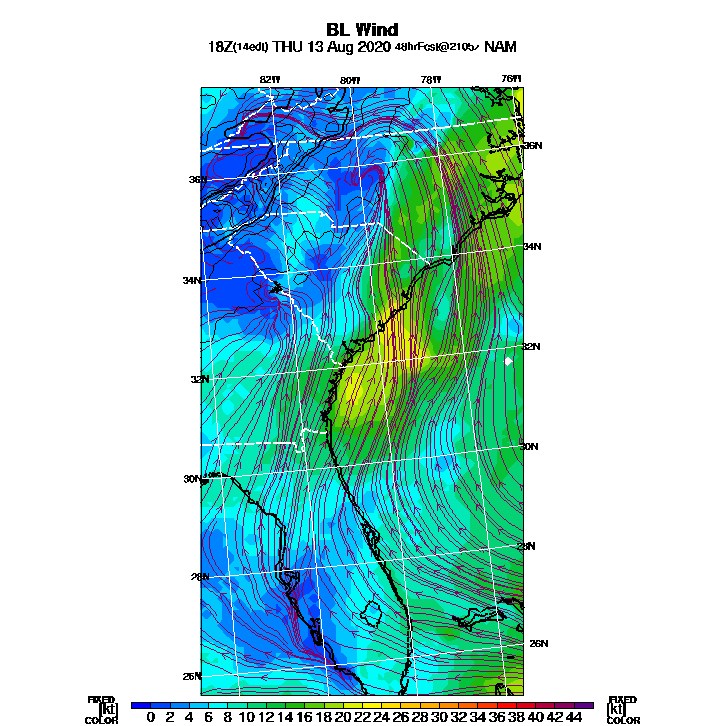 BL Wind
18Z(14edt) THU 13 Aug 2020 48hrFcst@2105z NAM
82W 80W 78W 76W
36N
36N
34N
34N
32N
32N
30N
30N
28N
28N
26N
26N
FIXED FIXED
[kt] 0 2 4 6 8 10 12 14 16 18 20 22 24 26 28 30 32 34 36 38 40 42 44 [kt]
COLOR COLOR